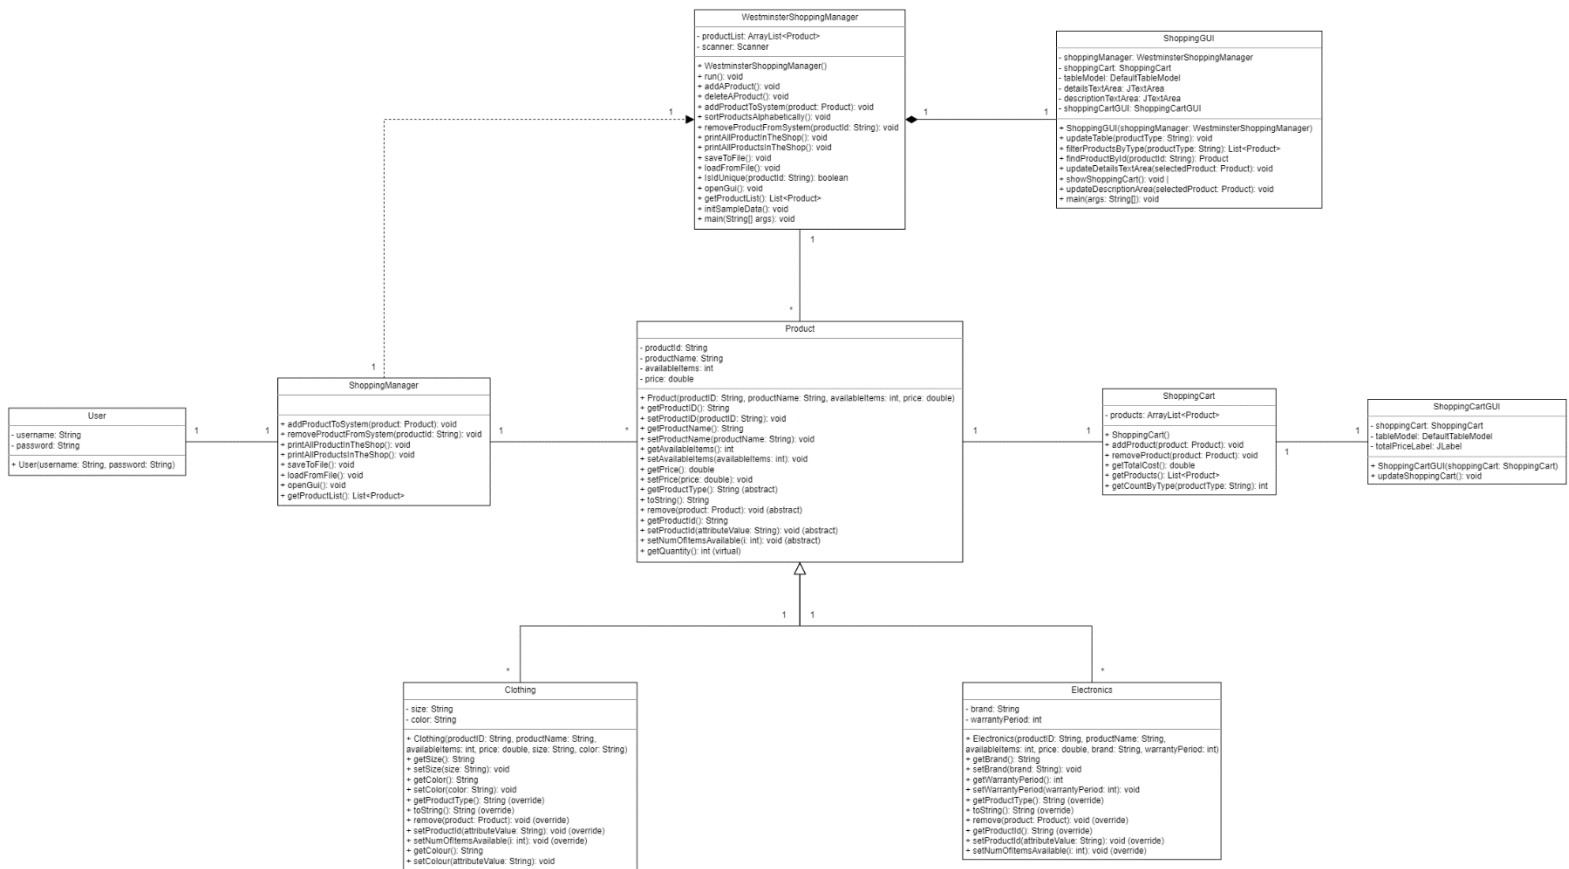 WestminsterShoppingManager
- productList: ArrayList<Product>
- scanner: Scanner
+ WestminsterShoppingManager()
+ run(): void
+ addAProduct(): void
+ deleteAProduct(): void
+ addProductToSystem(product: Product): void
+ sortProductsAlphabetically(): void
+ removeProductFromSystem(productId: String): void
+ printAllProductInTheShop(): void
+ printAllProductsInTheShop(): void
+ saveToFile(): void
+ loadFromFile(): void
+ IsIdUnique(productId: String): boolean
+ openGui(): void
+ getProductList(): List<Product>
+ initSampleData(): void
+ main(String[] args): void
ShoppingGUI
- shoppingManager: WestminsterShoppingManager
- shoppingCart: ShoppingCart
- tableModel: DefaultTableModel
- detailsTextArea: JTextArea
- descriptionTextArea: JTextArea
- shoppingCartGUI: ShoppingCartGUI
+ ShoppingGUI(shoppingManager: WestminsterShoppingManager)
+ updateTable(productType: String): void
+ filterProductsByType(productType: String): List<Product>
+ findProductById(productId: String): Product
+ updateDetailsTextArea(selectedProduct: Product): void
+ showShoppingCart(): void |
+ updateDescriptionArea(selectedProduct: Product): void
+ main(args: String[]): void
1
1
1
1
*
1
User
- username: String
- password: String
+ User(username: String, password: String)
1
1
ShoppingManager
+ addProductToSystem(product: Product): void
+ removeProductFromSystem(productId: String): void
+ printAllProductInTheShop(): void
+ printAllProductsInTheShop(): void
+ saveToFile(): void
+ loadFromFile(): void
+ openGui(): void
+ getProductList(): List<Product>
1
*
Product
- productId: String
- productName: String
- availableItems: int
- price: double
+ Product(productID: String, productName: String, availableItems: int, price: double)
+ getProductID(): String
+ setProductID(productID: String): void
+ getProductName(): String
+ setProductName(productName: String): void
+ getAvailableItems(): int
+ setAvailableItems(availableItems: int): void
+ getPrice(): double
+ setPrice(price: double): void
+ getProductType(): String (abstract)
+ toString(): String
+ remove(product: Product): void (abstract)
+ getProductId(): String
+ setProductId(attributeValue: String): void (abstract)
+ setNumOfItemsAvailable(i: int): void (abstract)
+ getQuantity(): int (virtual)
1
1
ShoppingCart
- products: ArrayList<Product>
+ ShoppingCart()
+ addProduct(product: Product): void
+ removeProduct(product: Product): void
+ getTotalCost(): double
+ getProducts(): List<Product>
+ getCountByType(productType: String): int
1
1
ShoppingCartGUI
- shoppingCart: ShoppingCart
- tableModel: DefaultTableModel
- totalPriceLabel: JLabel
+ ShoppingCartGUI(shoppingCart: ShoppingCart)
+ updateShoppingCart(): void
1
1
*
*
Clothing
- size: String
- color: String
+ Clothing(productID: String, productName: String,
availableItems: int, price: double, size: String, color: String)
+ getSize(): String
+ setSize(size: String): void
+ getColor(): String
+ setColor(color: String): void
+ getProductType(): String (override)
+ toString(): String (override)
+ remove(product: Product): void (override)
+ setProductId(attributeValue: String): void (override)
+ setNumOfItemsAvailable(i: int): void (override)
+ getColour(): String
+ setColour(attributeValue: String): void
Electronics
- brand: String
- warrantyPeriod: int
+ Electronics(productID: String, productName: String,
availableItems: int, price: double, brand: String, warrantyPeriod: int)
+ getBrand(): String
+ setBrand(brand: String): void
+ getWarrantyPeriod(): int
+ setWarrantyPeriod(warrantyPeriod: int): void
+ getProductType(): String (override)
+ toString(): String (override)
+ remove(product: Product): void (override)
+ getProductId(): String (override)
+ setProductId(attributeValue: String): void (override)
+ setNumOfItemsAvailable(i: int): void (override)